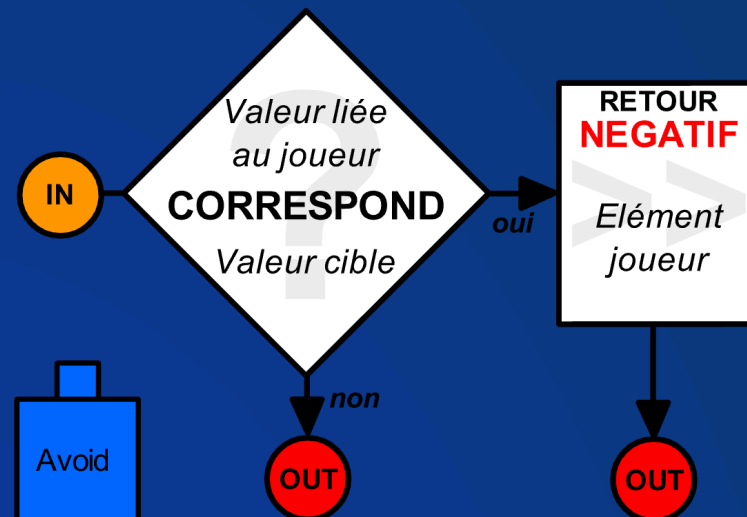 IN
Valeur liée
au joueur
CORRESPOND
Valeur cible
?
oui
RETOUR
NEGATIF
>>
Elément
joueur
non
OUT
OUT
Avoid